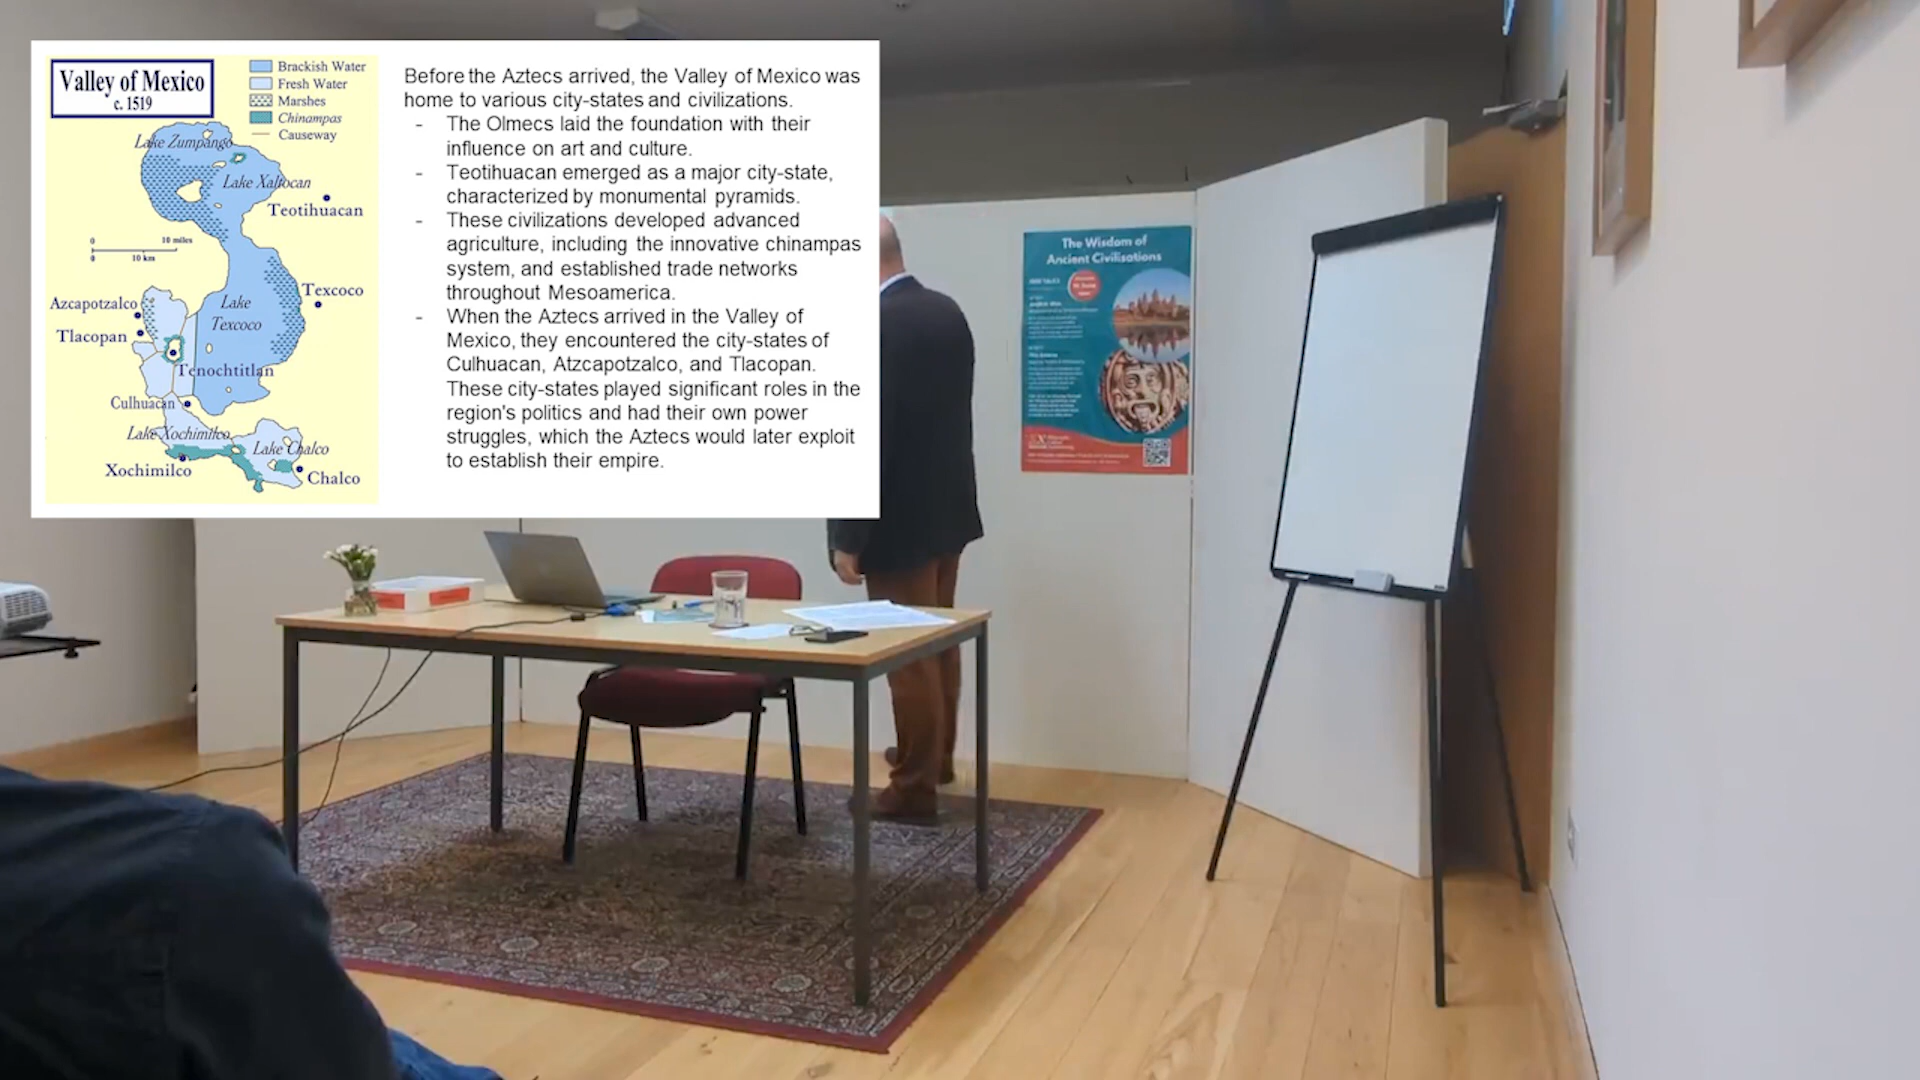 Valley of Mexico
c. 1519
Brackish Water
Fresh Water
Marshes
Chinampas
Causeway
Lake Zumpango
Lake Xaltocan
Teotihuacan
0 10 miles
0 10 km
Azcapotzalco
Tlacopan
Lake
Texcoco
Texcoco
Tenochtitlan
Culhuacan
Lake Xochimilco
Lake Chalco
Xochimilco
Chalco
Before the Aztecs arrived, the Valley of Mexico was
home to various city-states and civilizations.
- The Olmecs laid the foundation with their
influence on art and culture.
- Teotihuacan emerged as a major city-state,
characterized by monumental pyramids.
- These civilizations developed advanced
agriculture, including the innovative chinampas
system, and established trade networks
throughout Mesoamerica.
- When the Aztecs arrived in the Valley of
Mexico, they encountered the city-states of
Culhuacan, Atzcapotzalco, and Tlacopan.
These city-states played significant roles in the
region's politics and had their own power
struggles, which the Aztecs would later exploit
to establish their empire.
The Wisdom of
Ancient Civilisations